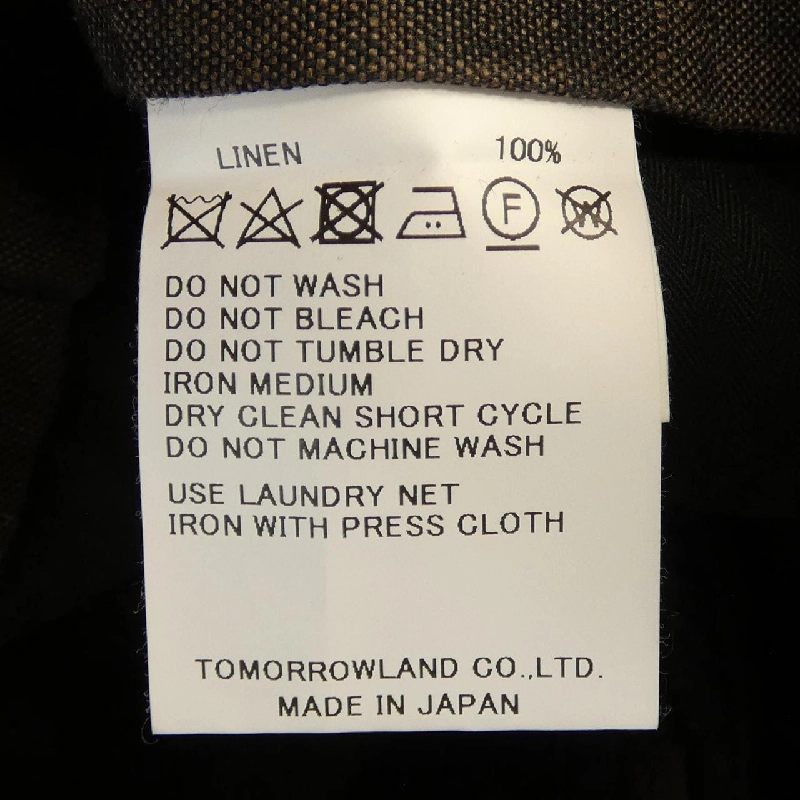 LINEN 100%
F W
DO NOT WASH
DO NOT BLEACH
DO NOT TUMBLE DRY
IRON MEDIUM
DRY CLEAN SHORT CYCLE
DO NOT MACHINE WASH
USE LAUNDRY NET
IRON WITH PRESS CLOTH
TOMORROWLAND CO.,LTD.
MADE IN JAPAN